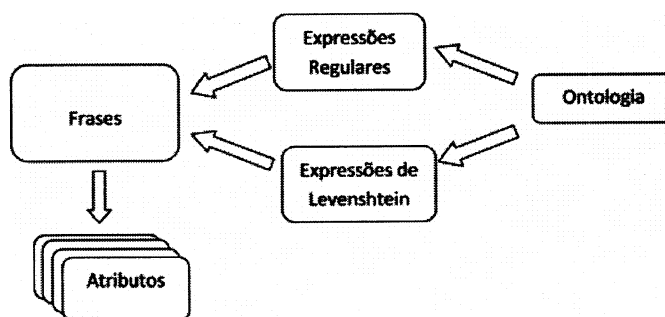 Expressões
Regulares
Ontologia
Frases
Expressões de
Levenshtein
Atributos